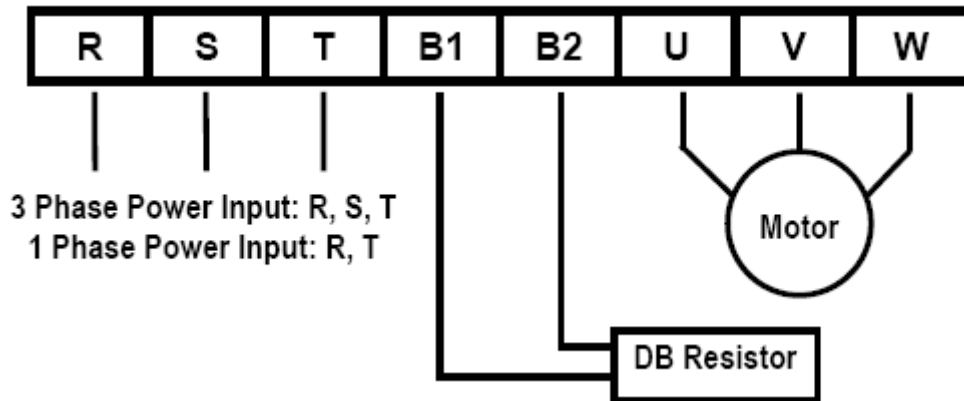 R S T B1 B2 U V W
3 Phase Power Input: R, S, T
1 Phase Power Input: R, T
Motor
DB Resistor